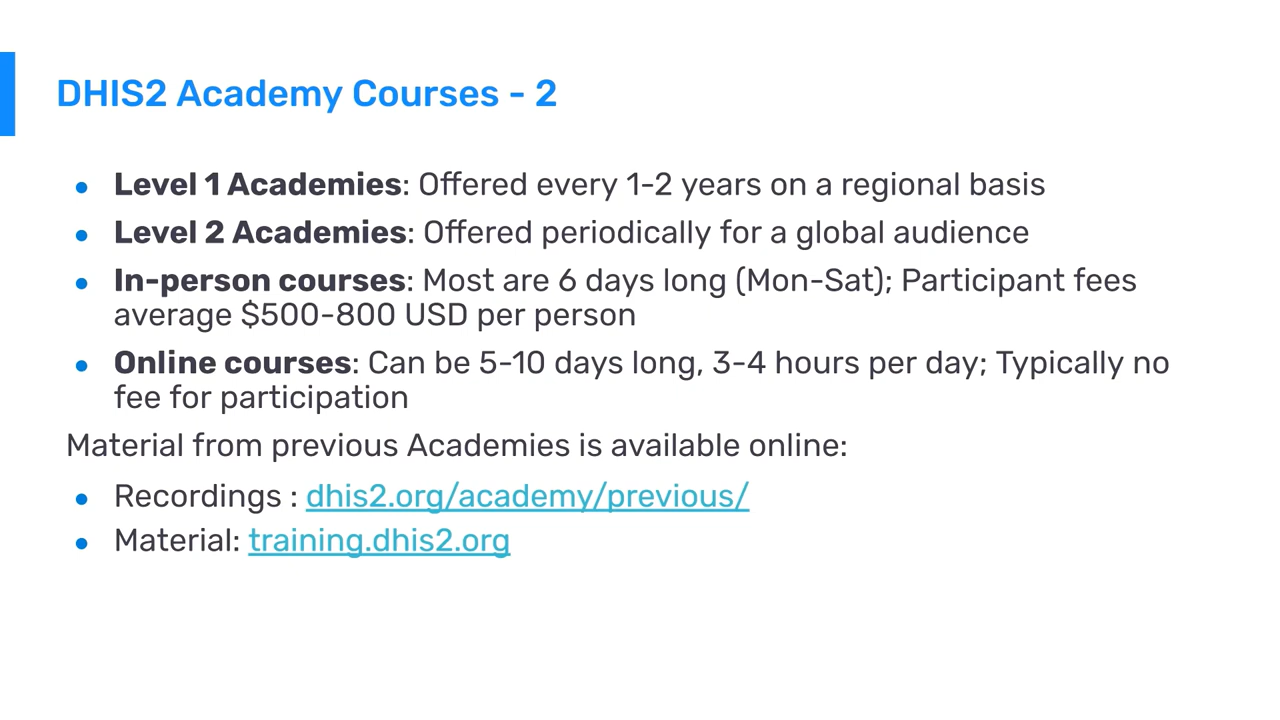 DHIS2 Academy Courses - 2
● Level 1 Academies: Offered every 1-2 years on a regional basis
● Level 2 Academies: Offered periodically for a global audience
● In-person courses: Most are 6 days long (Mon-Sat); Participant fees
average $500-800 USD per person
● Online courses: Can be 5-10 days long, 3-4 hours per day; Typically no
fee for participation
Material from previous Academies is available online:
● Recordings : dhis2.org/academy/previous/
● Material: training.dhis2.org